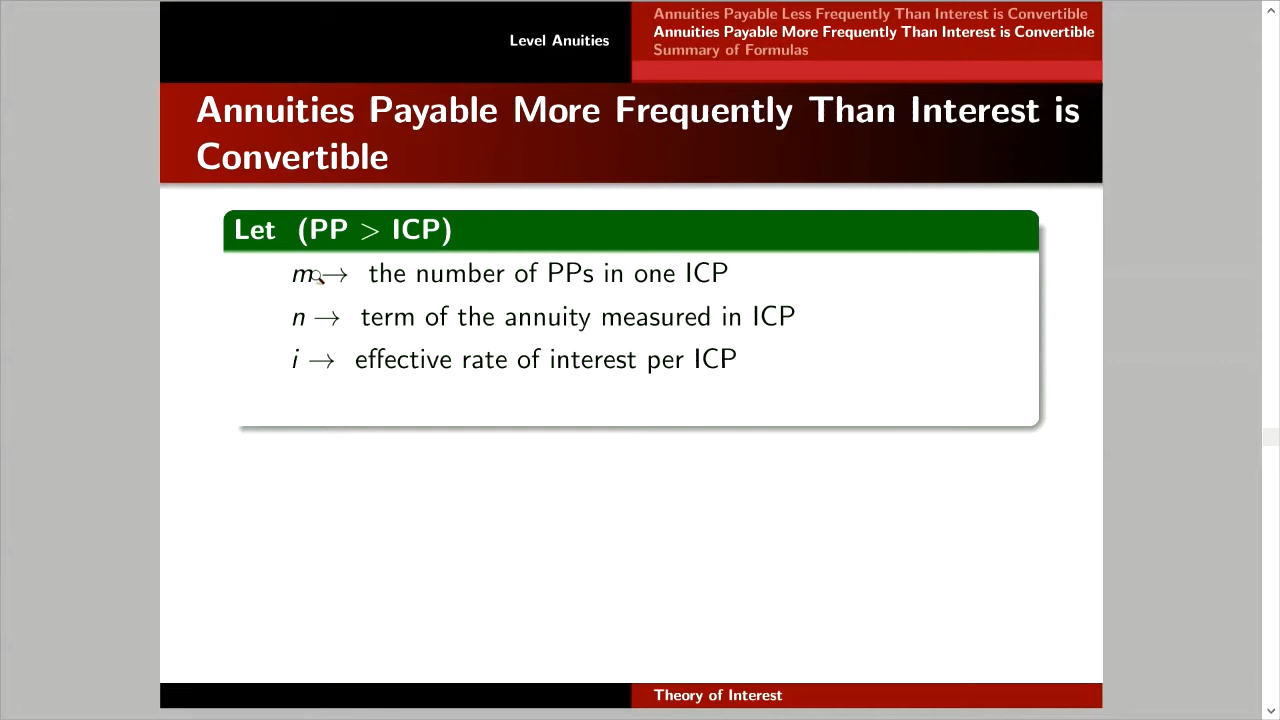 Level Anuities
Annuities Payable Less Frequently Than Interest is Convertible
Annuities Payable More Frequently Than Interest is Convertible
Summary of Formulas
Annuities Payable More Frequently Than Interest is
Convertible
Let (PP > ICP)
m → the number of PPs in one ICP
n → term of the annuity measured in ICP
i → effective rate of interest per ICP
Theory of Interest